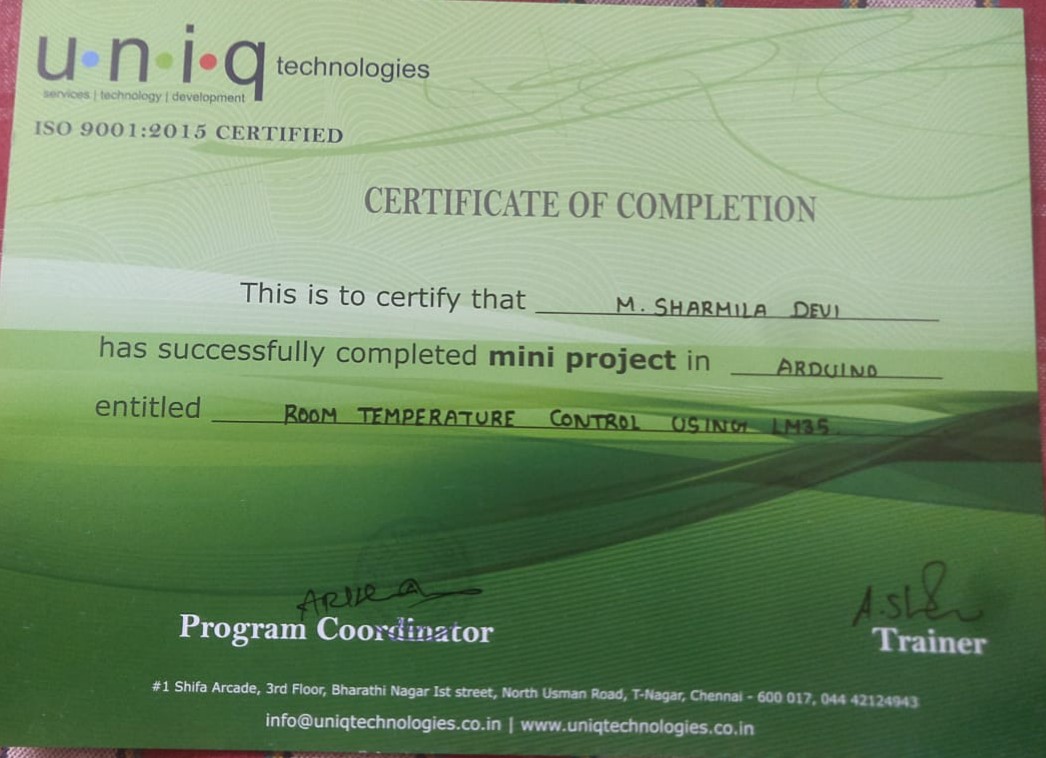 u·n·i·q technologies
services | technology | development
ISO 9001:2015 CERTIFIED
CERTIFICATE OF COMPLETION
This is to certify that M. SHARMILA DEVI
has successfully completed mini project in ARDUINO
entitled ROOM TEMPERATURE CONTROL USING LM35
Program Coordinator
Trainer
#1 Shifa Arcade, 3rd Floor, Bharathi Nagar Ist street, North Usman Road, T-Nagar, Chennai - 600 017, 044 42124943
info@uniqtechnologies.co.in | www.uniqtechnologies.co.in